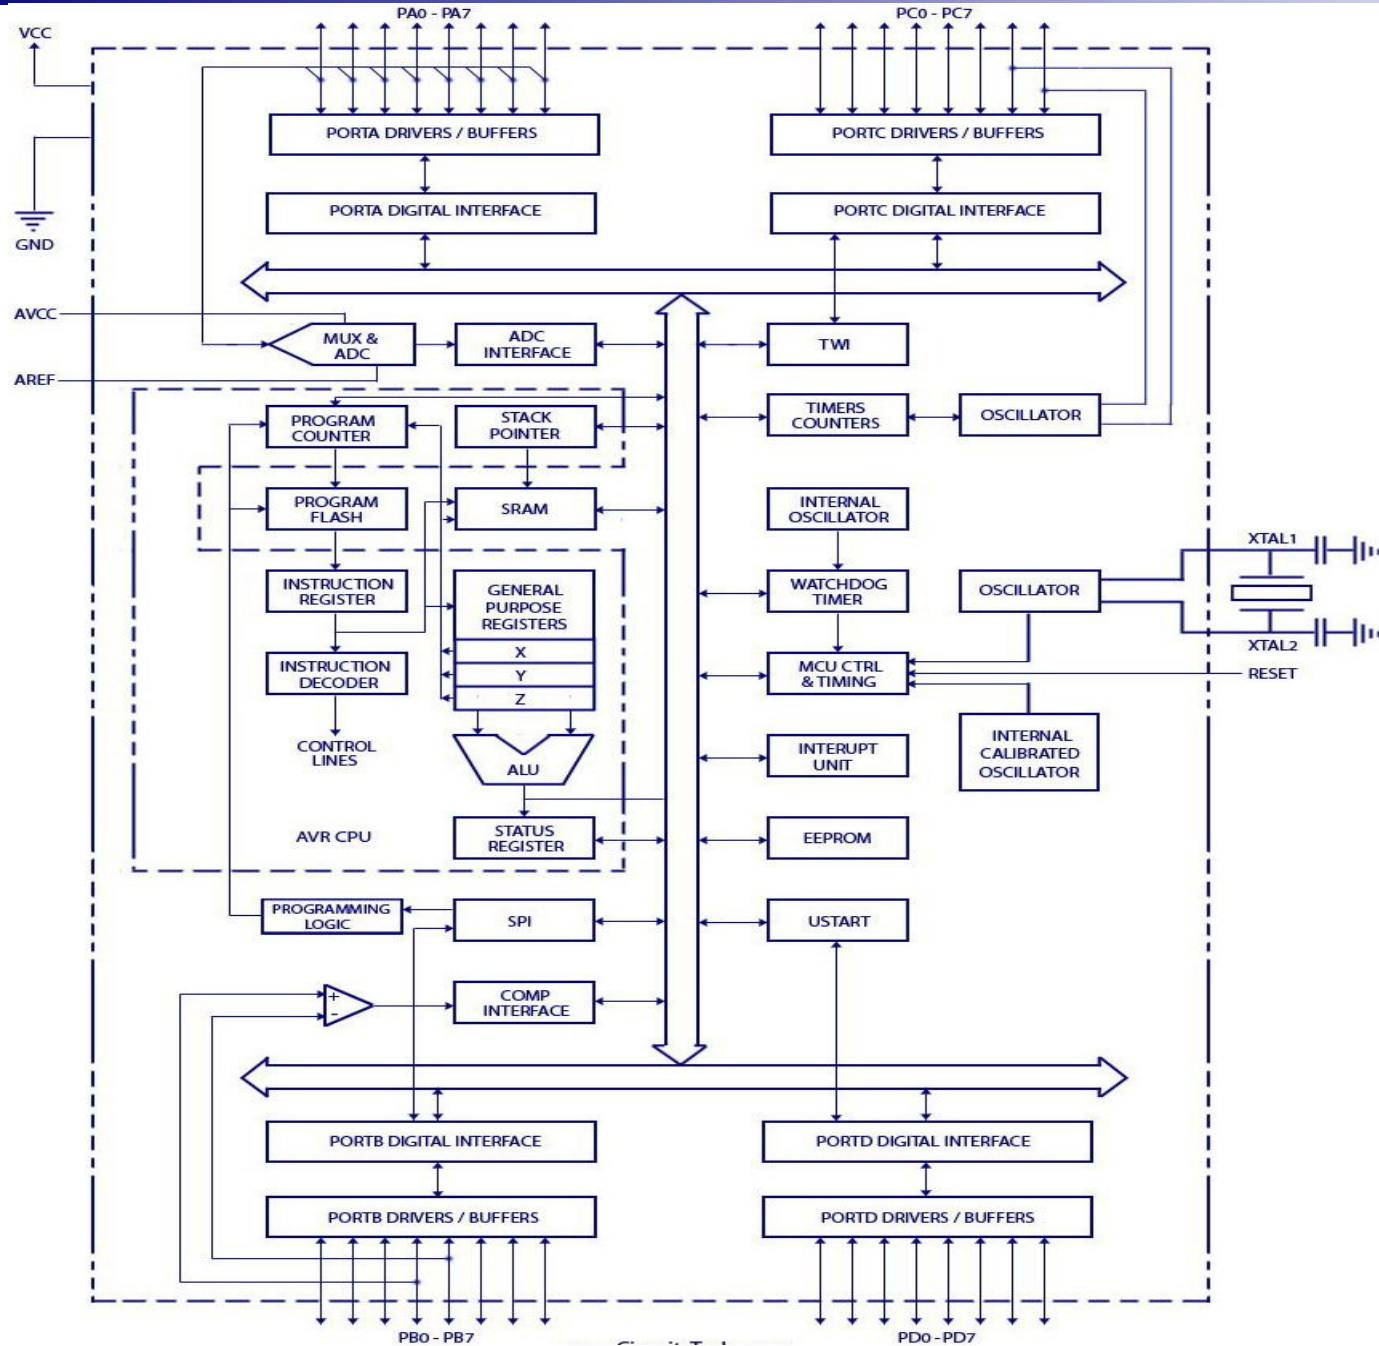 PA0 - PA7
PC0 - PC7
VCC
PORTA DRIVERS / BUFFERS
PORTC DRIVERS / BUFFERS
PORTA DIGITAL INTERFACE
PORTC DIGITAL INTERFACE
GND
AVCC
MUX &
ADC
ADC
INTERFACE
TWI
AREF
PROGRAM
COUNTER
STACK
POINTER
TIMERS
COUNTERS
OSCILLATOR
PROGRAM
FLASH
SRAM
INTERNAL
OSCILLATOR
XTAL1
INSTRUCTION
REGISTER
GENERAL
PURPOSE
REGISTERS
WATCHDOG
TIMER
OSCILLATOR
X
Y
Z
XTAL2
INSTRUCTION
DECODER
MCU CTRL
& TIMING
RESET
CONTROL
LINES
ALU
INTERUPT
UNIT
INTERNAL
CALIBRATED
OSCILLATOR
AVR CPU
STATUS
REGISTER
EEPROM
PROGRAMMING
LOGIC
SPI
USTART
+
-
COMP
INTERFACE
PORTB DIGITAL INTERFACE
PORTD DIGITAL INTERFACE
PORTB DRIVERS / BUFFERS
PORTD DRIVERS / BUFFERS
PB0 - PB7
PD0 - PD7